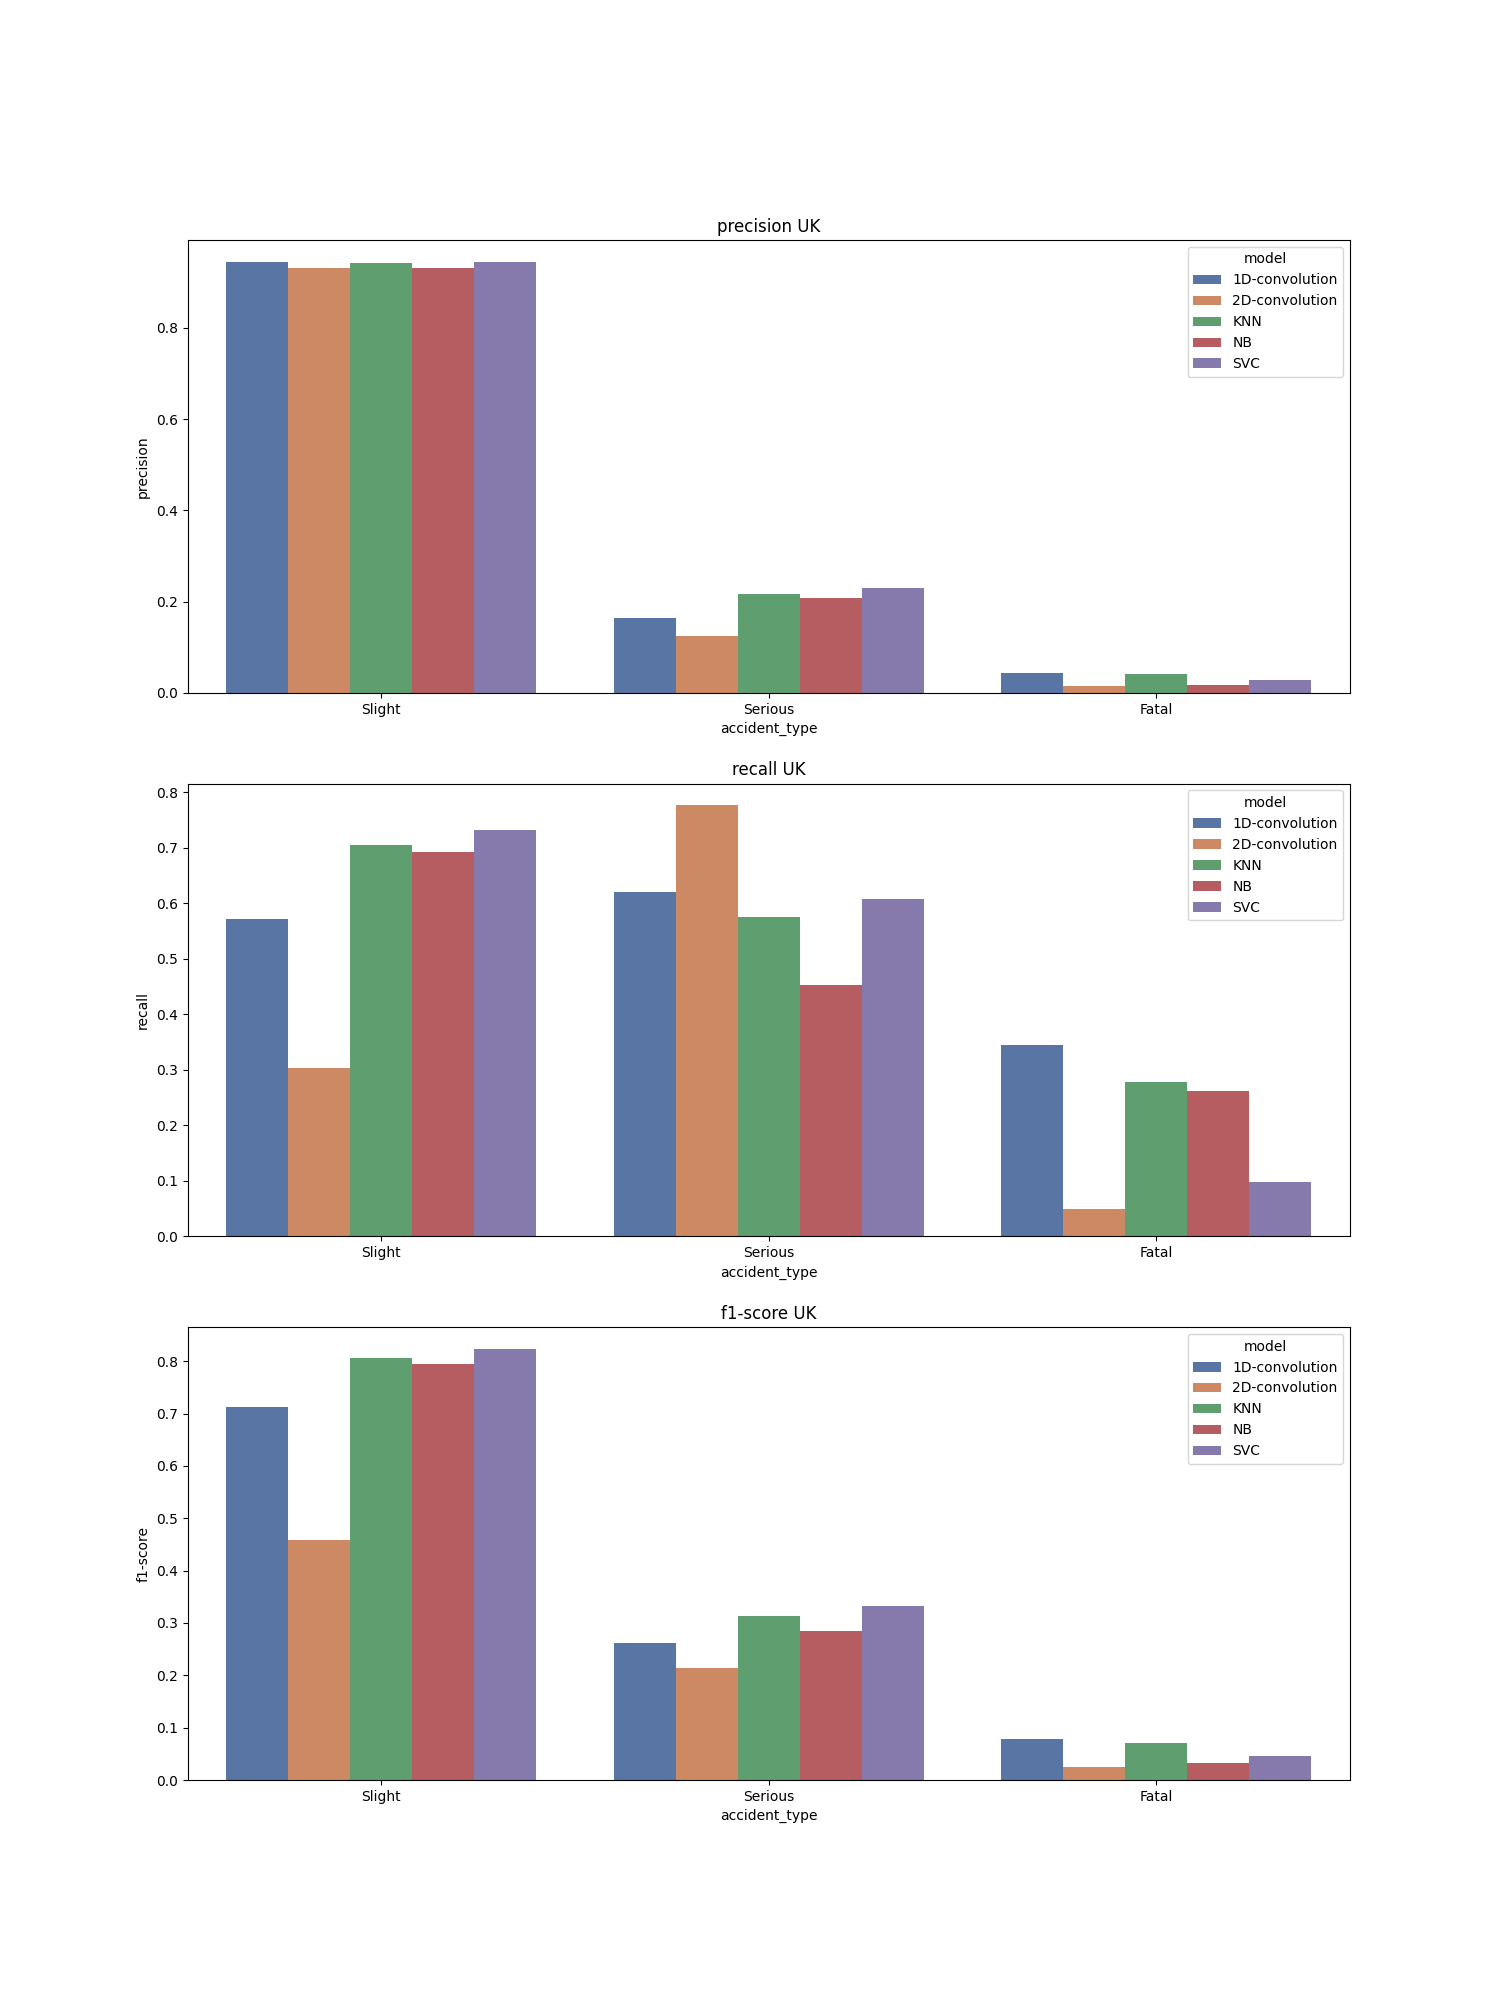 precision UK
model
1D-convolution
2D-convolution
KNN
NB
SVC
0.8
0.6
0.4
0.2
0.0
precision
Slight Serious Fatal
accident_type
recall UK
model
1D-convolution
2D-convolution
KNN
NB
SVC
0.8
0.7
0.6
0.5
0.4
0.3
0.2
0.1
0.0
recall
Slight Serious Fatal
accident_type
f1-score UK
model
1D-convolution
2D-convolution
KNN
NB
SVC
0.8
0.7
0.6
0.5
0.4
0.3
0.2
0.1
0.0
f1-score
Slight Serious Fatal
accident_type